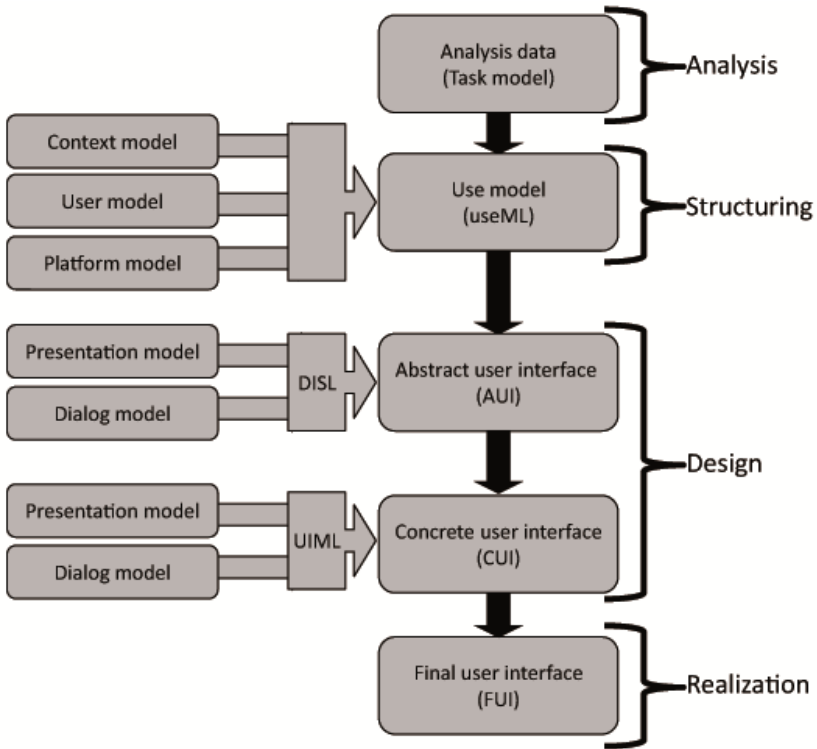 Analysis data
(Task model)
Analysis
Context model
User model
Platform model
Use model
(useML)
Structuring
Presentation model
Dialog model
DISL
Abstract user interface
(AUI)
Design
Presentation model
Dialog model
UIML
Concrete user interface
(CUI)
Final user interface
(FUI)
Realization